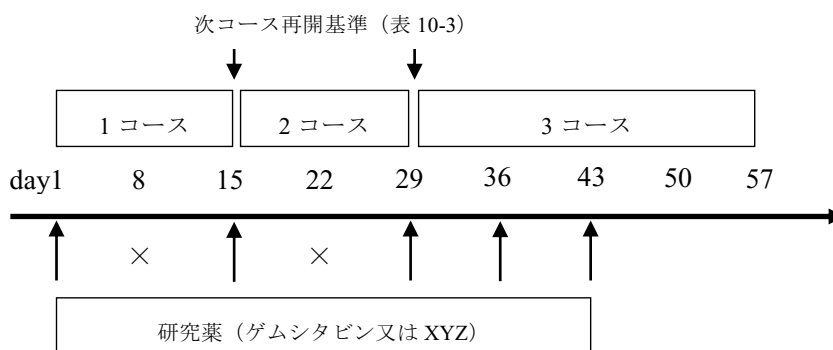 次コース再開基準（表 10-3）
1 コース 2 コース 3 コース
day1 8 15 22 29 36 43 50 57
× ×
研究薬（ゲムシタビン又は XYZ）